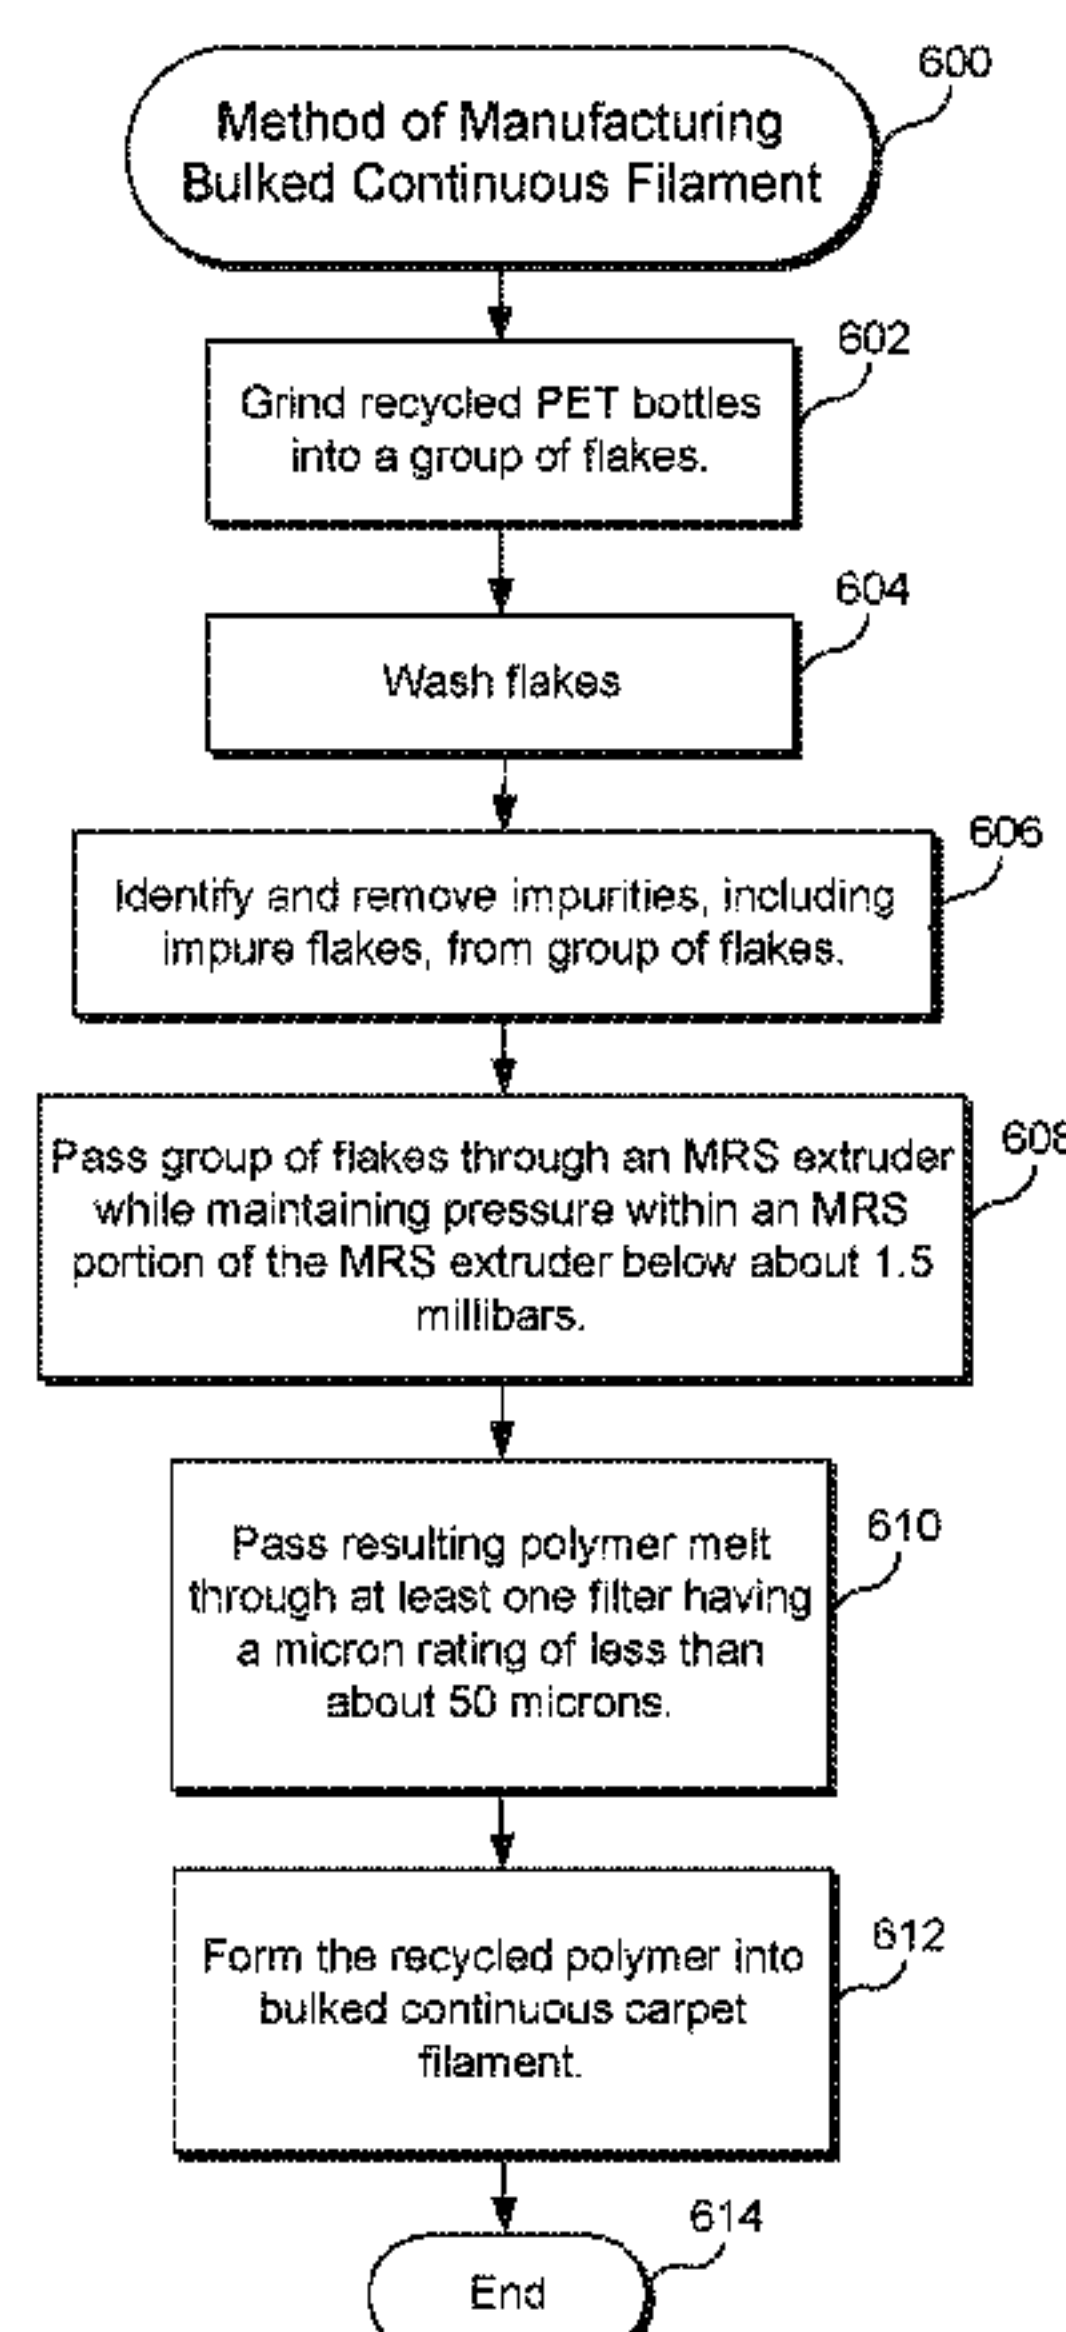 600
Method of Manufacturing
Bulked Continuous Filament
602
Grind recycled PET bottles
into a group of flakes.
604
Wash flakes
606
Identify and remove impurities, including
impure flakes, from group of flakes.
608
Pass group of flakes through an MRS extruder
while maintaining pressure within an MRS
portion of the MRS extruder below about 1.5
millibars.
610
Pass resulting polymer melt
through at least one filter having
a micron rating of less than
about 50 microns.
612
Form the recycled polymer into
bulked continuous carpet
filament.
614
End